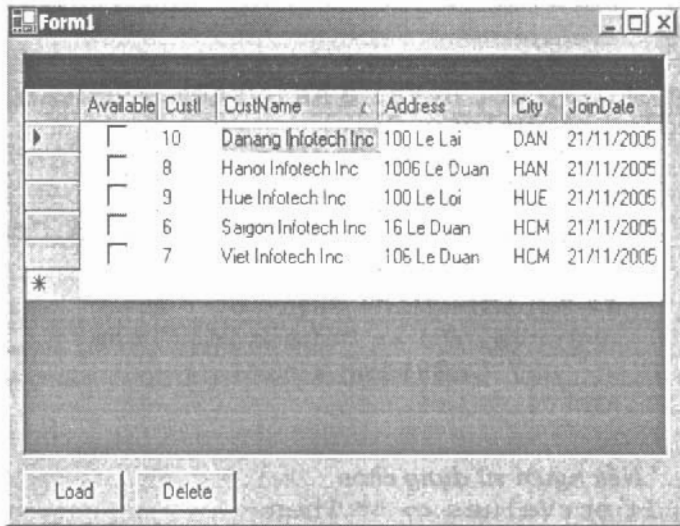 Form1
Available CustI CustName Address City JoinDate
10 Danang Infotech Inc 100 Le Lai DAN 21/11/2005
8 Hanoi Infotech Inc 1006 Le Duan HAN 21/11/2005
9 Hue Infotech Inc 100 Le Loi HUE 21/11/2005
6 Saigon Infotech Inc 16 Le Duan HCM 21/11/2005
7 Viet Infotech Inc 106 Le Duan HCM 21/11/2005
Load Delete